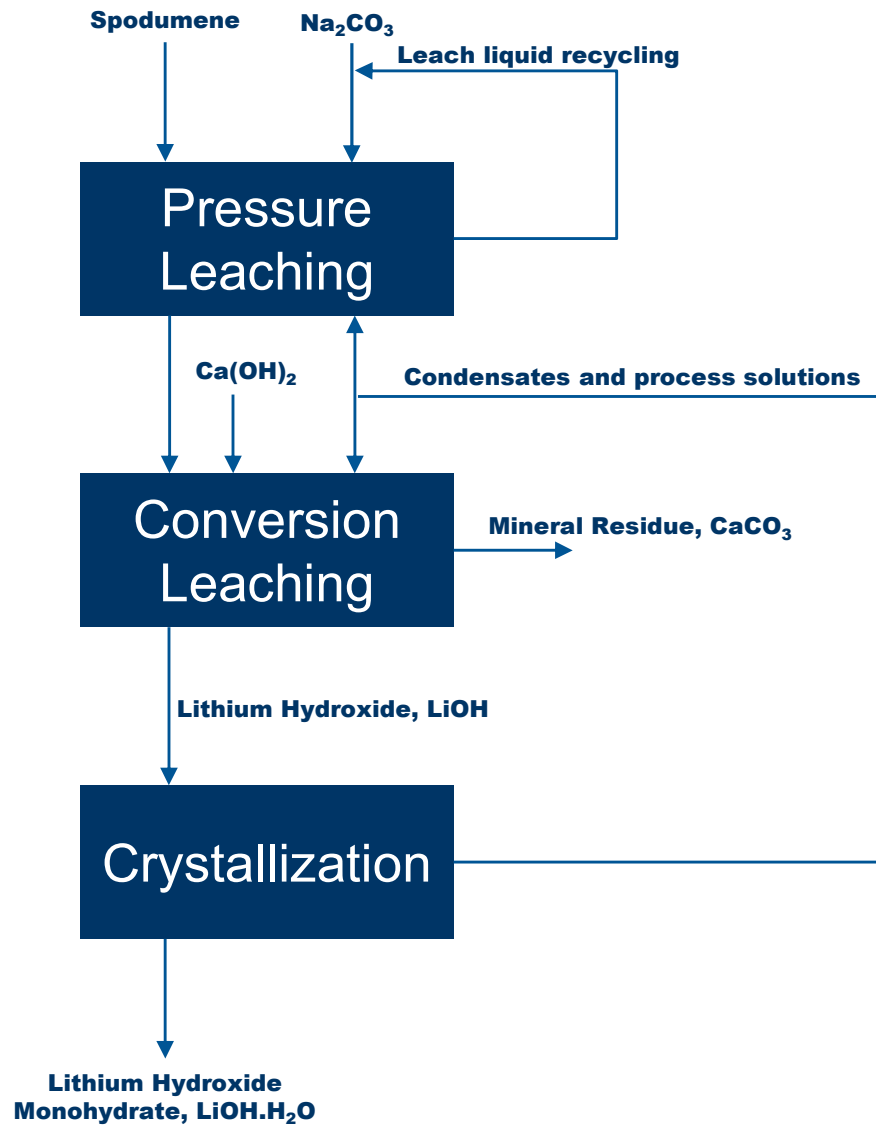 Spodumene
Na₂CO₃
Leach liquid recycling
Pressure
Leaching
Ca(OH)₂
Condensates and process solutions
Conversion
Leaching
Mineral Residue, CaCO₃
Lithium Hydroxide, LiOH
Crystallization
Lithium Hydroxide
Monohydrate, LiOH.H₂O